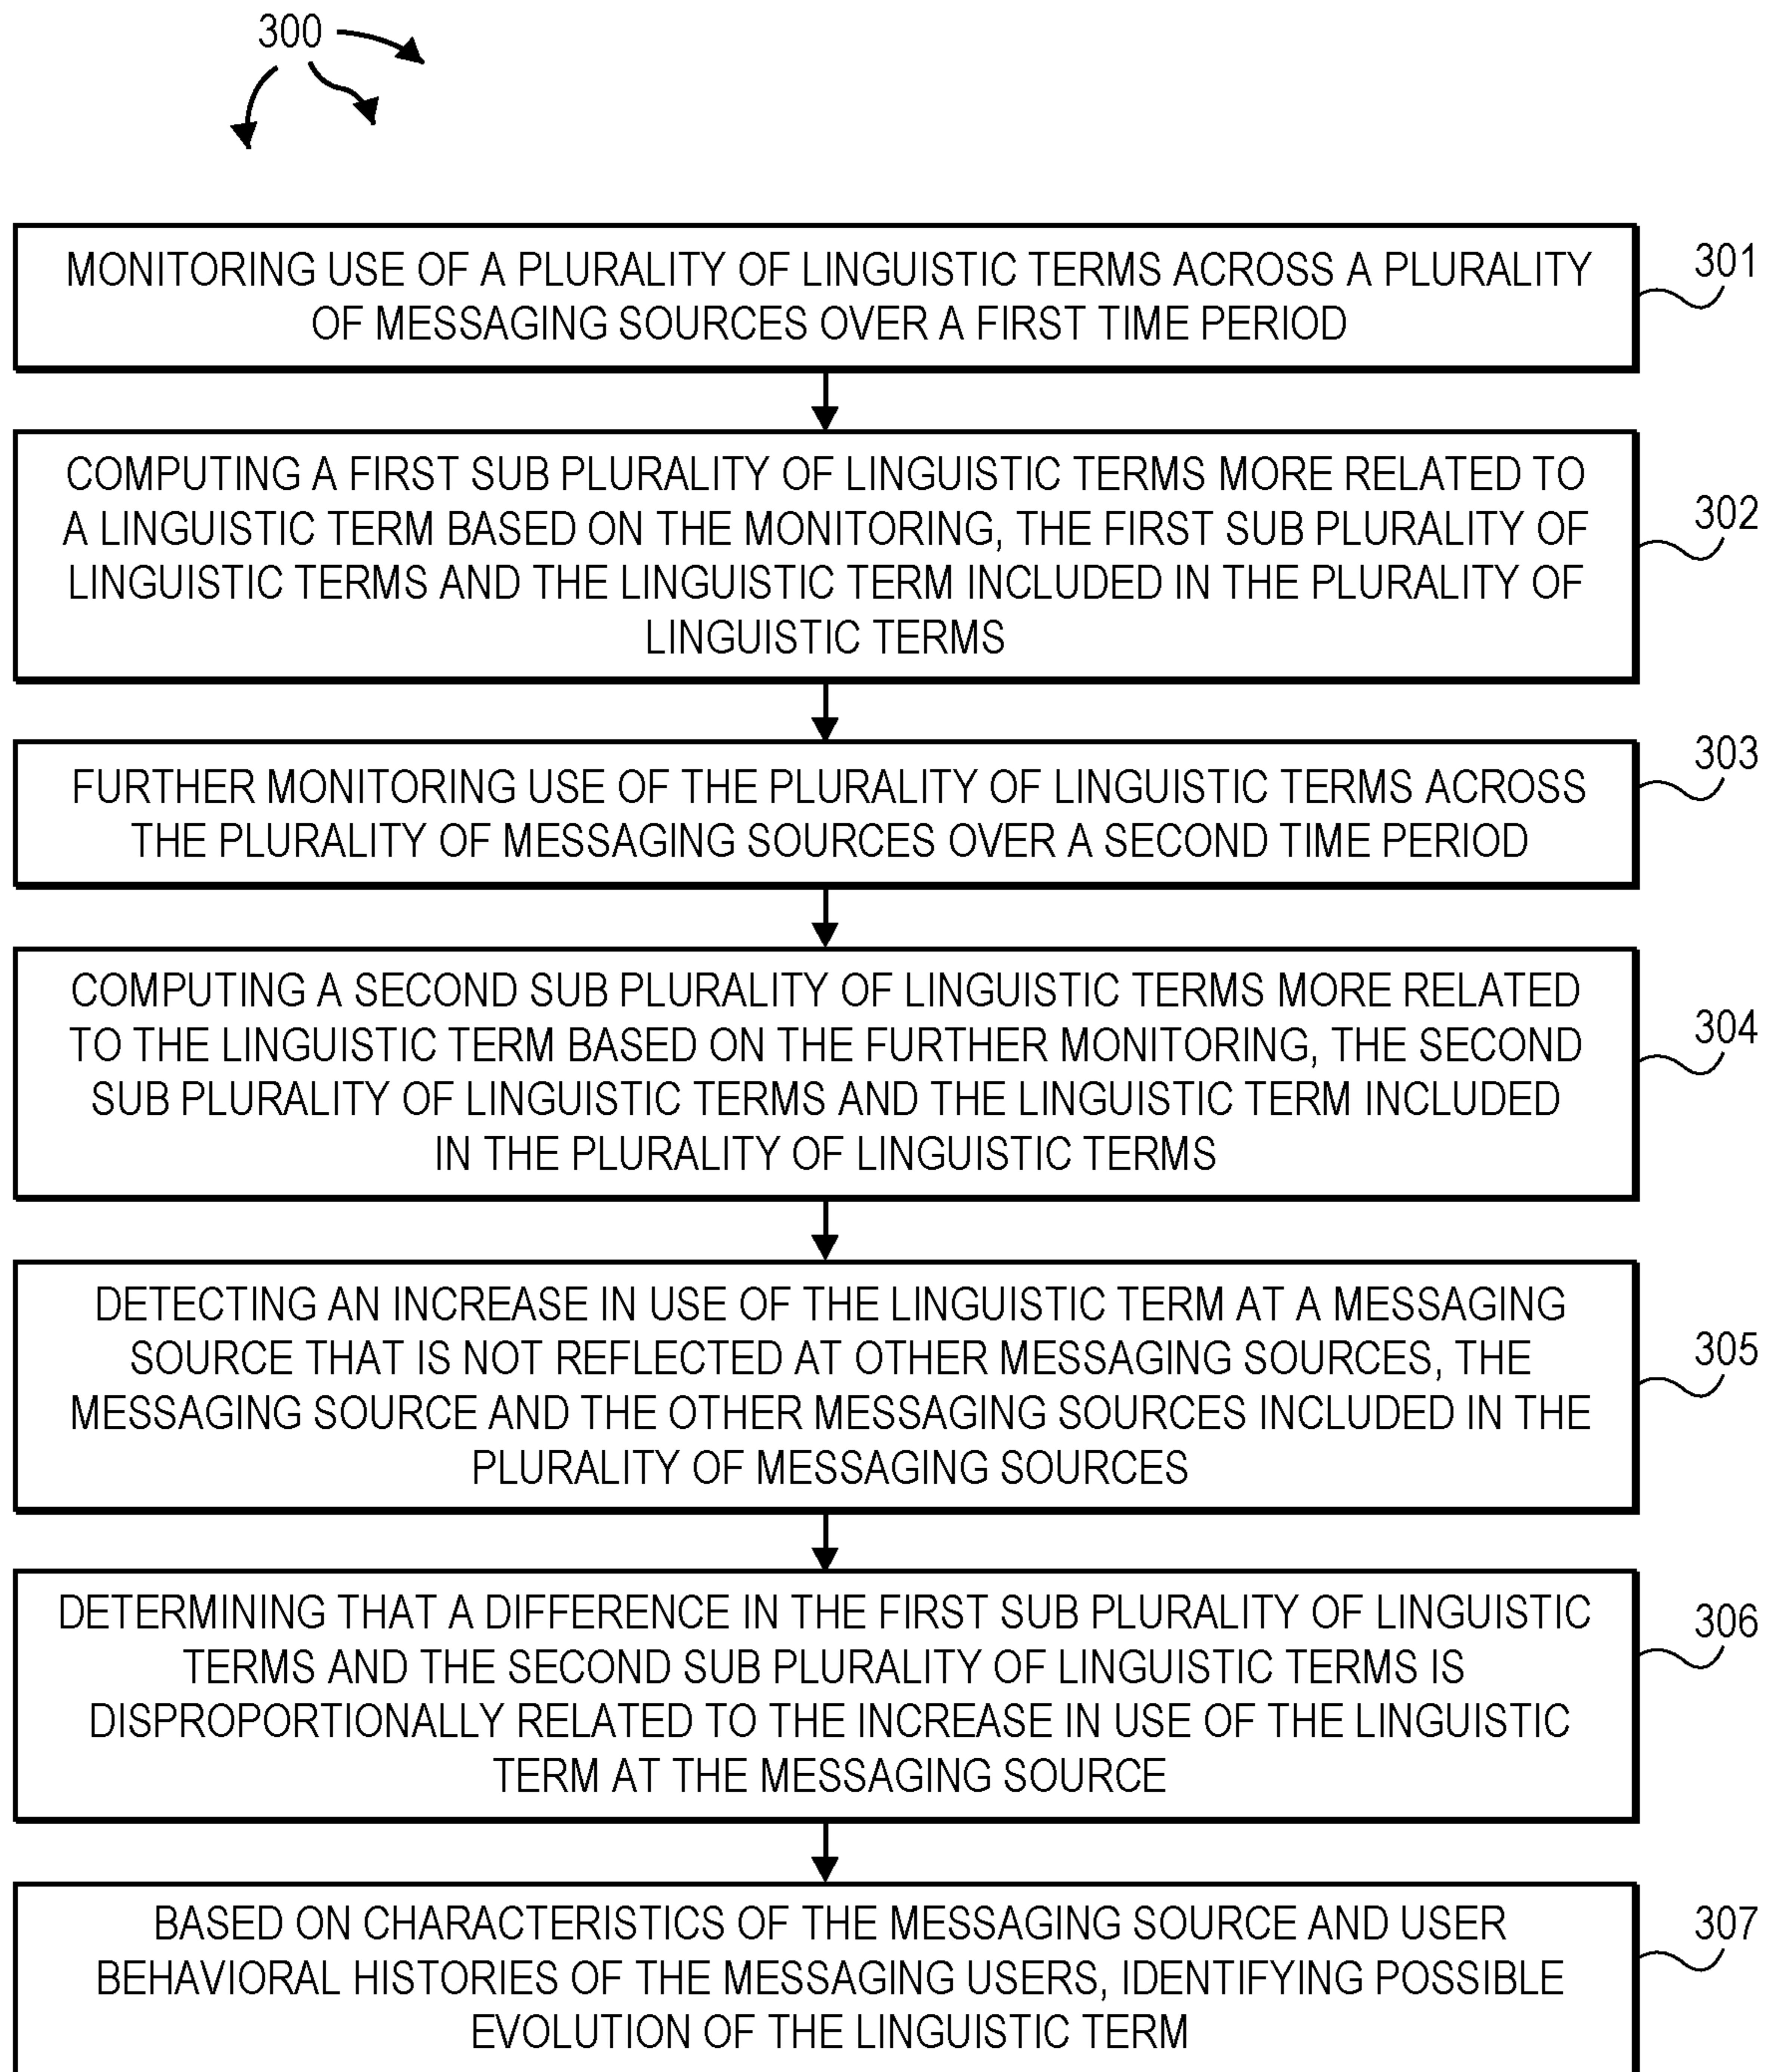 300
MONITORING USE OF A PLURALITY OF LINGUISTIC TERMS ACROSS A PLURALITY
OF MESSAGING SOURCES OVER A FIRST TIME PERIOD
301
COMPUTING A FIRST SUB PLURALITY OF LINGUISTIC TERMS MORE RELATED TO
A LINGUISTIC TERM BASED ON THE MONITORING, THE FIRST SUB PLURALITY OF
LINGUISTIC TERMS AND THE LINGUISTIC TERM INCLUDED IN THE PLURALITY OF
LINGUISTIC TERMS
302
FURTHER MONITORING USE OF THE PLURALITY OF LINGUISTIC TERMS ACROSS
THE PLURALITY OF MESSAGING SOURCES OVER A SECOND TIME PERIOD
303
COMPUTING A SECOND SUB PLURALITY OF LINGUISTIC TERMS MORE RELATED
TO THE LINGUISTIC TERM BASED ON THE FURTHER MONITORING, THE SECOND
SUB PLURALITY OF LINGUISTIC TERMS AND THE LINGUISTIC TERM INCLUDED
IN THE PLURALITY OF LINGUISTIC TERMS
304
DETECTING AN INCREASE IN USE OF THE LINGUISTIC TERM AT A MESSAGING
SOURCE THAT IS NOT REFLECTED AT OTHER MESSAGING SOURCES, THE
MESSAGING SOURCE AND THE OTHER MESSAGING SOURCES INCLUDED IN THE
PLURALITY OF MESSAGING SOURCES
305
DETERMINING THAT A DIFFERENCE IN THE FIRST SUB PLURALITY OF LINGUISTIC
TERMS AND THE SECOND SUB PLURALITY OF LINGUISTIC TERMS IS
DISPROPORTIONALLY RELATED TO THE INCREASE IN USE OF THE LINGUISTIC
TERM AT THE MESSAGING SOURCE
306
BASED ON CHARACTERISTICS OF THE MESSAGING SOURCE AND USER
BEHAVIORAL HISTORIES OF THE MESSAGING USERS, IDENTIFYING POSSIBLE
EVOLUTION OF THE LINGUISTIC TERM
307